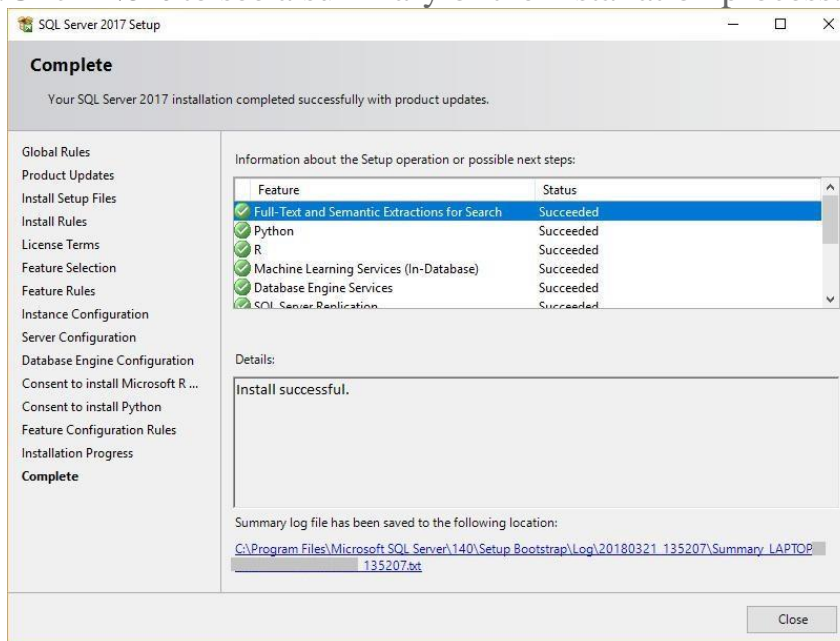 SQL Server 2017 Setup
Complete
Your SQL Server 2017 installation completed successfully with product updates.
Global Rules
Product Updates
Install Setup Files
Install Rules
License Terms
Feature Selection
Feature Rules
Instance Configuration
Server Configuration
Database Engine Configuration
Consent to install Microsoft R ...
Consent to install Python
Feature Configuration Rules
Installation Progress
Complete
Information about the Setup operation or possible next steps:
Feature Status
Full-Text and Semantic Extractions for Search Succeeded
Python Succeeded
R Succeeded
Machine Learning Services (In-Database) Succeeded
Database Engine Services Succeeded
SQL Server Replication Succeeded
Details:
Install successful.
Summary log file has been saved to the following location:
C:\Program Files\Microsoft SQL Server\140\Setup Bootstrap\Log\20180321_135207\Summary_LAPTOP
_135207.txt
Close